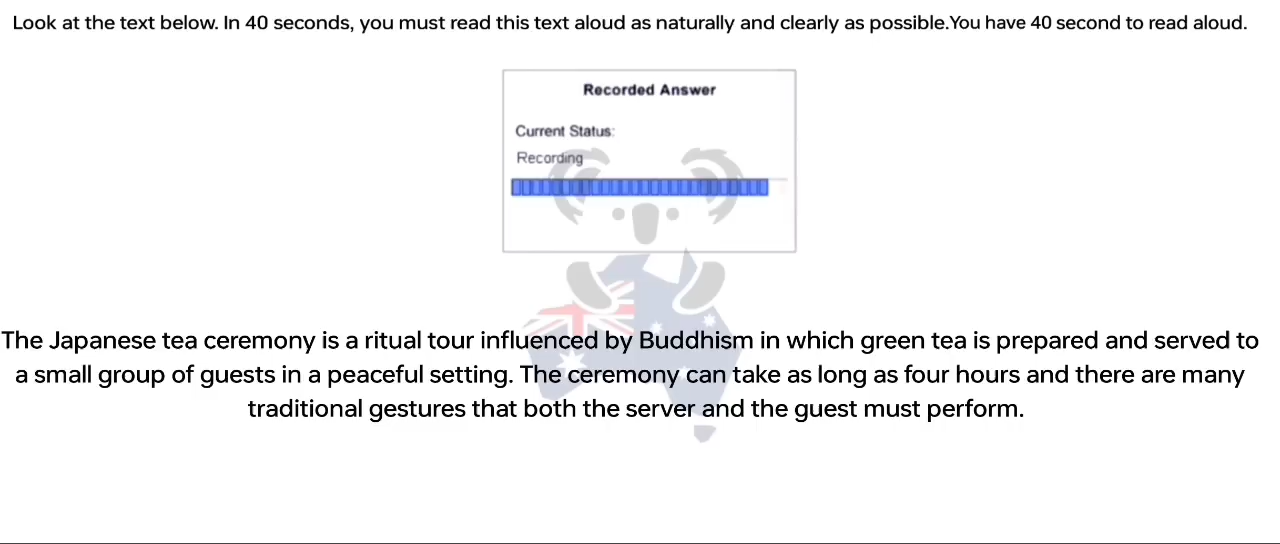 Look at the text below. In 40 seconds, you must read this text aloud as naturally and clearly as possible.You have 40 second to read aloud.
Recorded Answer
Current Status:
Recording
The Japanese tea ceremony is a ritual tour influenced by Buddhism in which green tea is prepared and served to
a small group of guests in a peaceful setting. The ceremony can take as long as four hours and there are many
traditional gestures that both the server and the guest must perform.